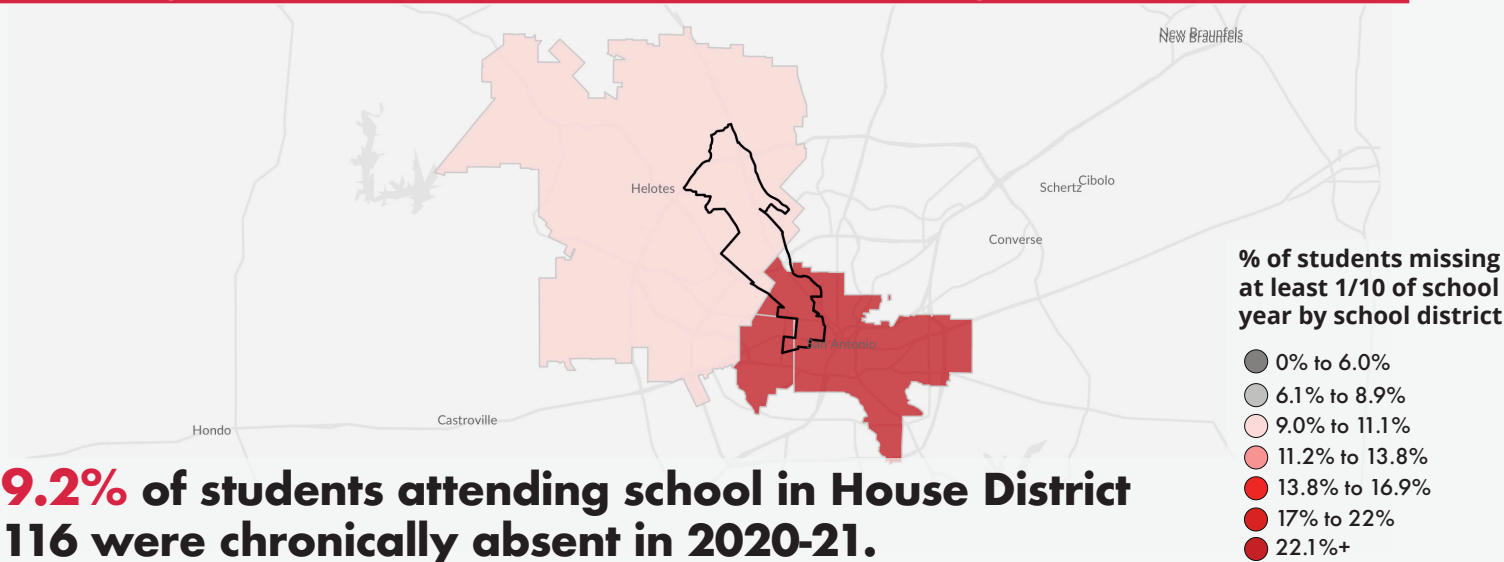 New Braunfels
New Braunfels
Helotes
Cibolo
Schertz
Converse
San Antonio
Castroville
Hondo
% of students missing
at least 1/10 of school
year by school district
0% to 6.0%
6.1% to 8.9%
9.0% to 11.1%
11.2% to 13.8%
13.8% to 16.9%
17% to 22%
22.1%+
9.2% of students attending school in House District
116 were chronically absent in 2020-21.